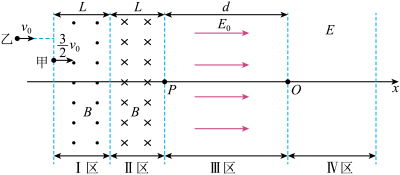 L L d
E₀ E
乙 v₀
甲 3/2 v₀
B B P O x
Ⅰ区 Ⅱ区 Ⅲ区 Ⅳ区